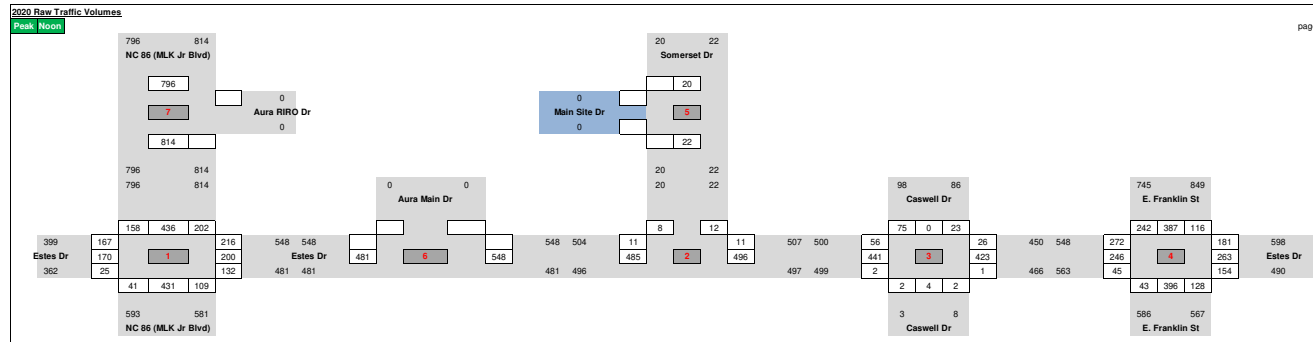 2020 Raw Traffic Volumes
Peak Noon
pag
796 814 20 22
NC 86 (MLK Jr Blvd) Somerset Dr
796 20
0 0
7 Aura RIRO Dr Main Site Dr 5
0 0
814 22
796 814 20 22
796 814 0 0 20 22 98 86 745 849
Aura Main Dr Caswell Dr E. Franklin St
158 436 202 8 12 75 0 23 242 387 116
399 167 216 548 548 548 504 11 11 507 500 56 26 450 548 272 181 598
Estes Dr 170 1 200 Estes Dr 481 6 548 485 2 496 441 3 423 246 4 263 Estes Dr
362 25 132 481 481 481 496 497 499 2 1 466 563 45 154 490
41 431 109 2 4 2 43 396 128
593 581 3 8 586 567
NC 86 (MLK Jr Blvd) Caswell Dr E. Franklin St